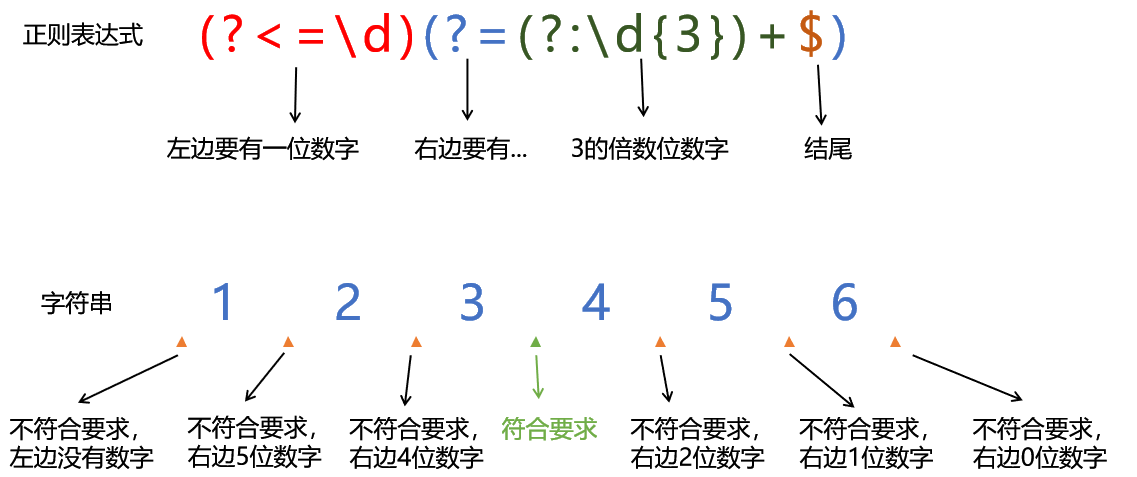 正则表达式 (?<=\d)(?=(?:\d{3})+$)
左边要有一位数字 右边要有... 3的倍数位数字 结尾
字符串 1 2 3 4 5 6
不符合要求，
左边没有数字
不符合要求，
右边5位数字
不符合要求，
右边4位数字
符合要求
不符合要求，
右边2位数字
不符合要求，
右边1位数字
不符合要求，
右边0位数字